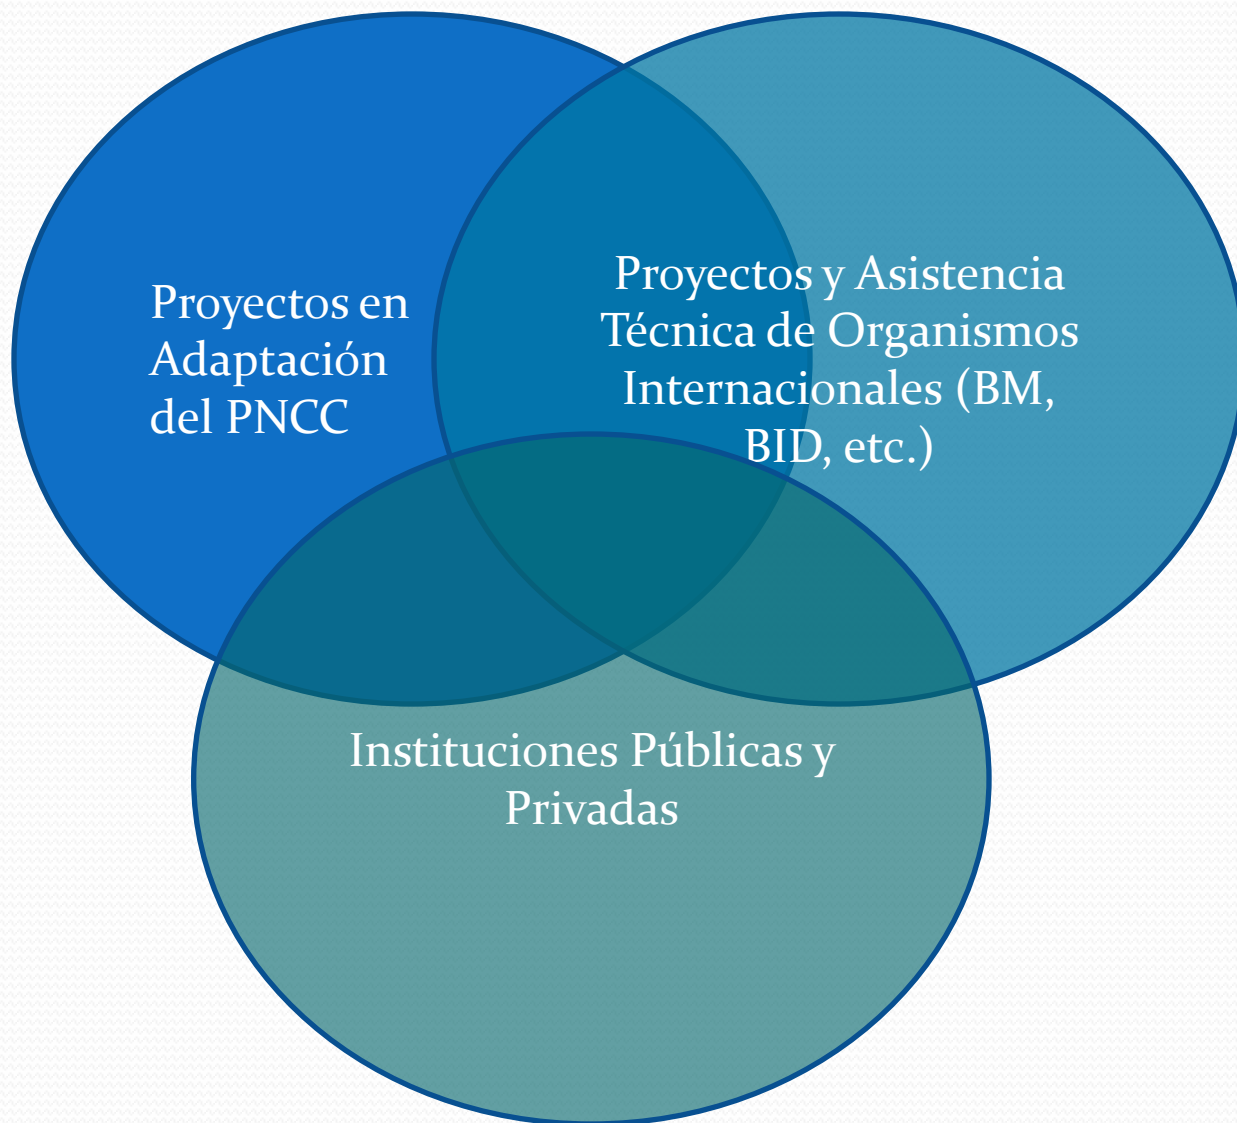 Proyectos en
Adaptación
del PNCC
Proyectos y Asistencia
Técnica de Organismos
Internacionales (BM,
BID, etc.)
Instituciones Públicas y
Privadas